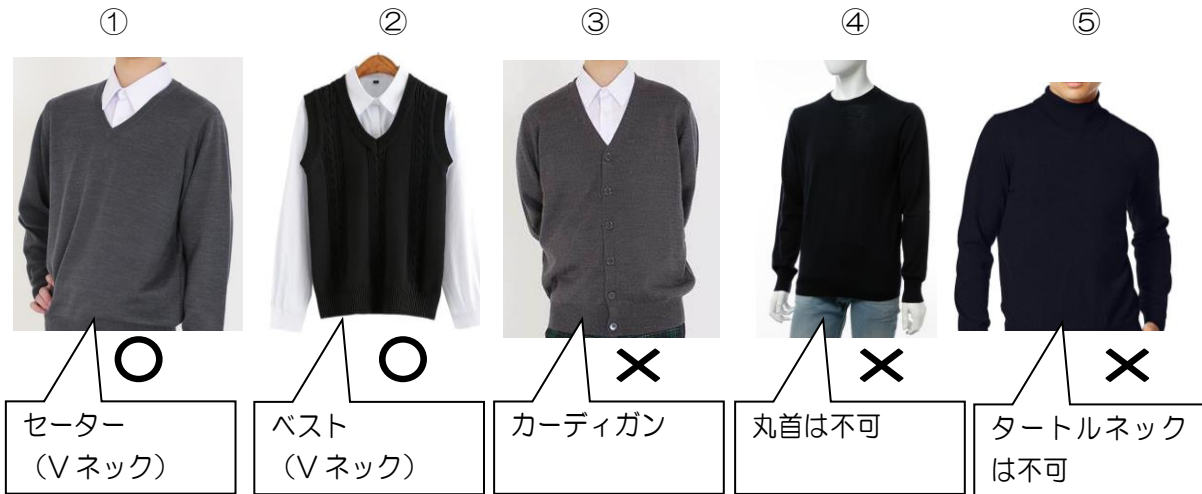 ① ② ③ ④ ⑤
〇 〇 × × ×
セーター
（Vネック）
ベスト
（Vネック）
カーディガン
丸首は不可
タートルネック
は不可